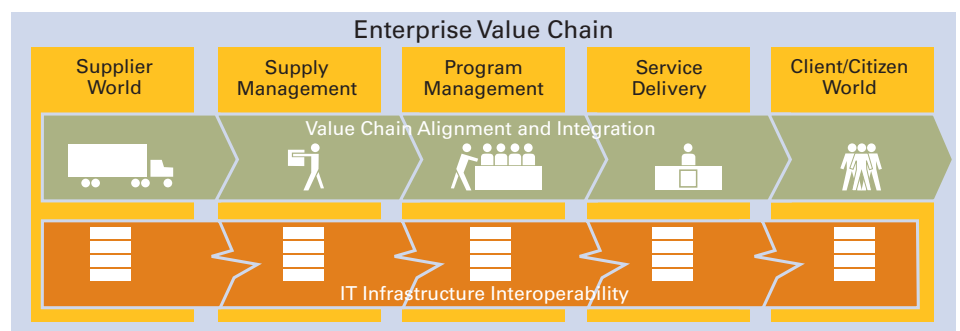 Enterprise Value Chain
Supplier
World
Supply
Management
Program
Management
Service
Delivery
Client/Citizen
World
Value Chain Alignment and Integration
IT Infrastructure Interoperability